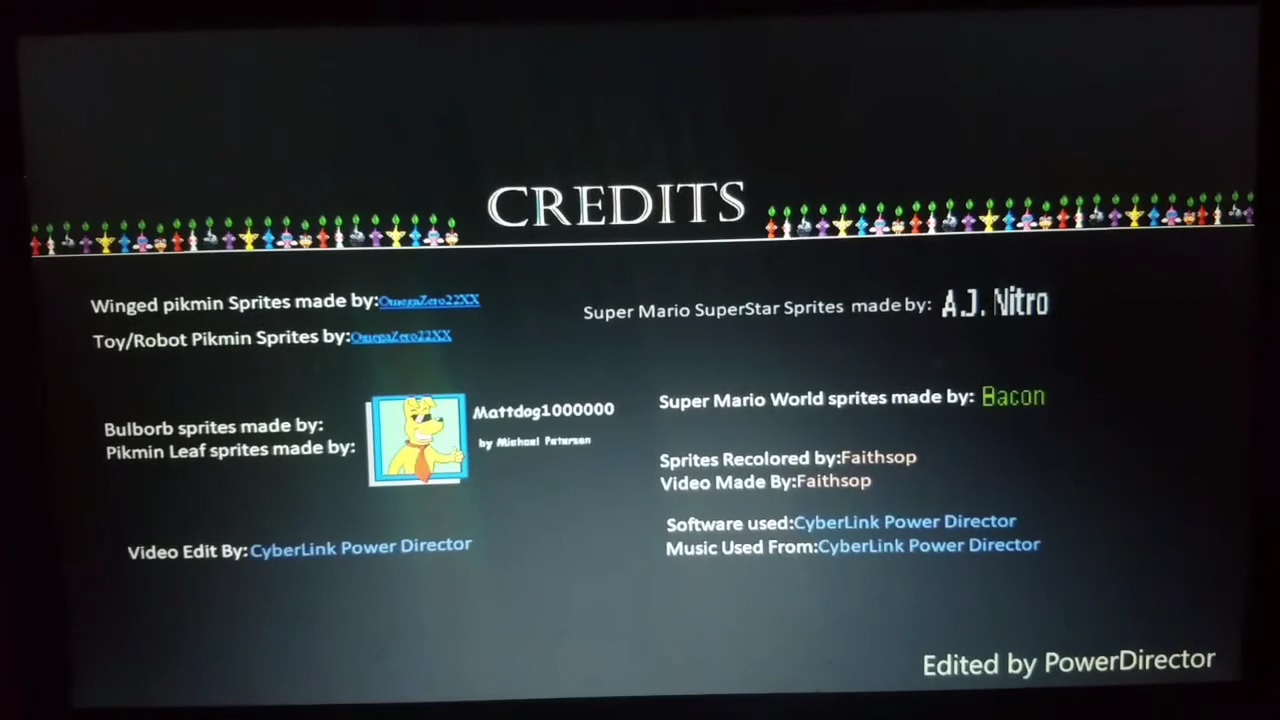 CREDITS
Winged pikmin Sprites made by:OmegaZero22XX
Toy/Robot Pikmin Sprites by:OmegaZero22XX
Bulborb sprites made by:
Pikmin Leaf sprites made by:
Mattdog1000000
by Michael Peterson
Video Edit By:CyberLink Power Director
Super Mario SuperStar Sprites made by: A.J. Nitro
Super Mario World sprites made by: Bacon
Sprites Recolored by:Faithsop
Video Made By:Faithsop
Software used:CyberLink Power Director
Music Used From:CyberLink Power Director
Edited by PowerDirector